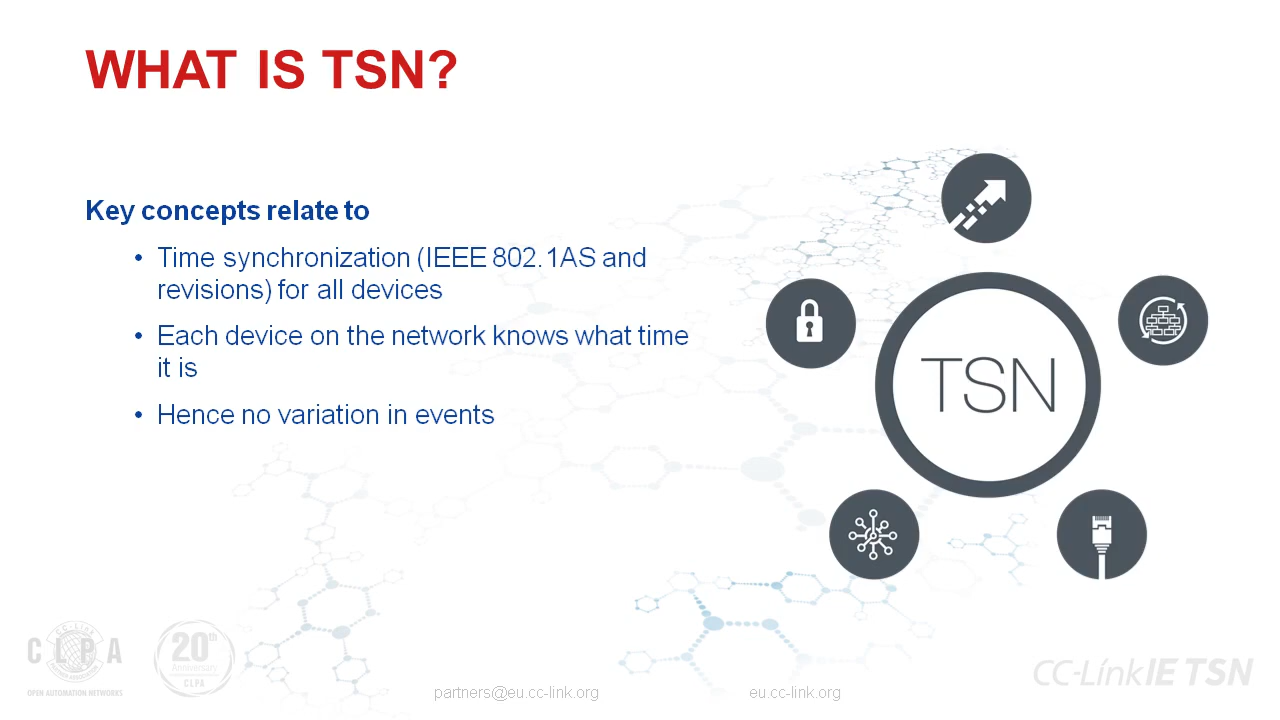 WHAT IS TSN?
Key concepts relate to
• Time synchronization (IEEE 802.1AS and
revisions) for all devices
• Each device on the network knows what time
it is
• Hence no variation in events
TSN
CC-Link
CLPA
OPEN AUTOMATION NETWORKS
20th
Anniversary
CLPA
partners@eu.cc-link.org
eu.cc-link.org
CC-Link IE TSN